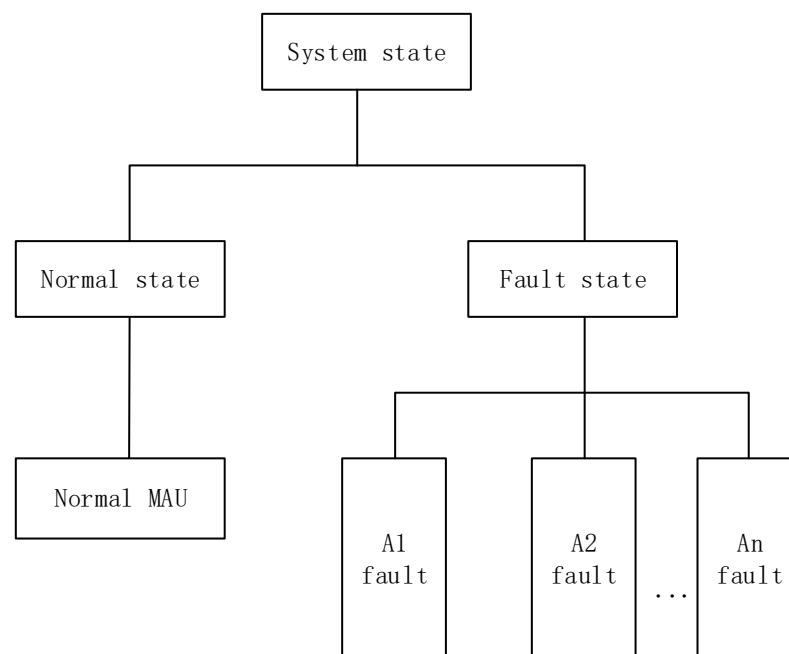 System state
Normal state
Fault state
Normal MAU
A1
fault
A2
fault
...
An
fault